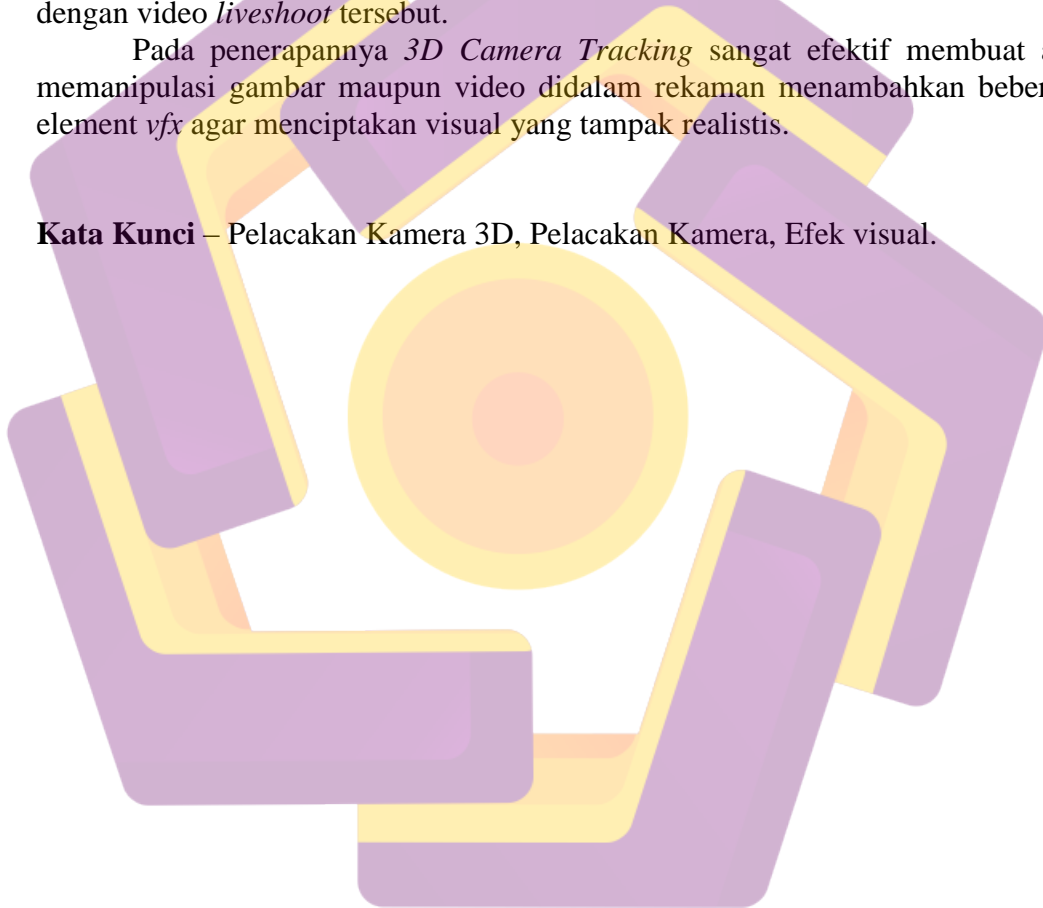 dengan video liveshoot tersebut.
Pada penerapannya 3D Camera Tracking sangat efektif membuat
memanipulasi gambar maupun video didalam rekaman menambahkan
element vfx agar menciptakan visual yang tampak realistis.
Kata Kunci – Pelacakan Kamera 3D, Pelacakan Kamera, Efek visual.